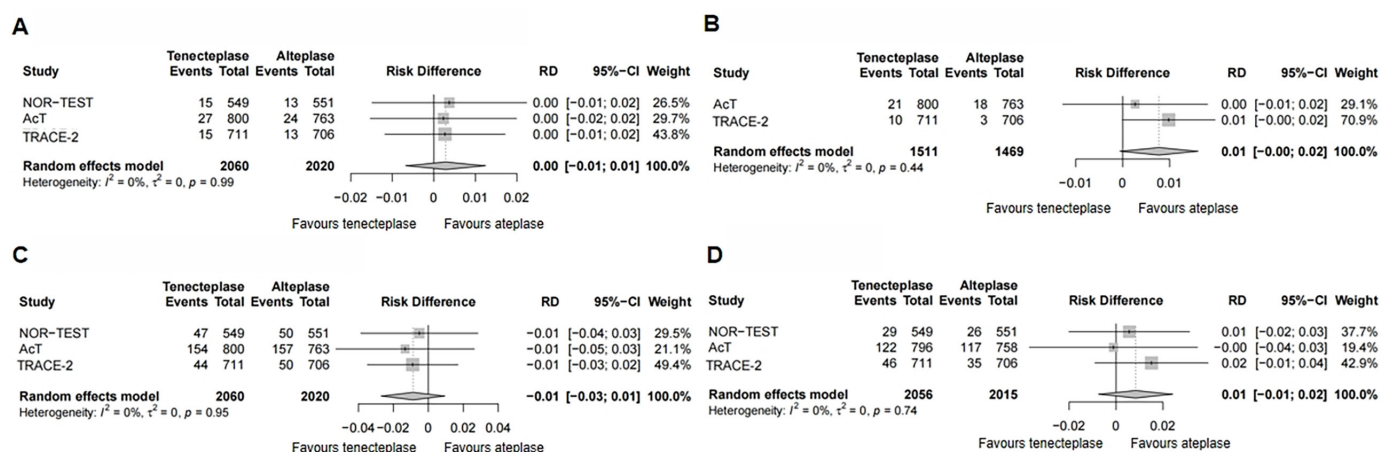 A
Tenecteplase Alteplase
Study Events Total Events Total Risk Difference RD 95%−CI Weight
NOR−TEST 15 549 13 551 0.00 [−0.01; 0.02] 26.5%
AcT 27 800 24 763 0.00 [−0.02; 0.02] 29.7%
TRACE-2 15 711 13 706 0.00 [−0.01; 0.02] 43.8%
Random effects model 2060 2020 0.00 [−0.01; 0.01] 100.0%
Heterogeneity: I² = 0%, τ² = 0, p = 0.99
−0.02 −0.01 0 0.01 0.02
Favours tenecteplase Favours ateplase
B
Tenecteplase Alteplase
Study Events Total Events Total Risk Difference RD 95%−CI Weight
AcT 21 800 18 763 0.00 [−0.01; 0.02] 29.1%
TRACE-2 10 711 3 706 0.01 [−0.00; 0.02] 70.9%
Random effects model 1511 1469 0.01 [−0.00; 0.02] 100.0%
Heterogeneity: I² = 0%, τ² = 0, p = 0.44
−0.01 0 0.01
Favours tenecteplase Favours ateplase
C
Tenecteplase Alteplase
Study Events Total Events Total Risk Difference RD 95%−CI Weight
NOR−TEST 47 549 50 551 −0.01 [−0.04; 0.03] 29.5%
AcT 154 800 157 763 −0.01 [−0.05; 0.03] 21.1%
TRACE-2 44 711 50 706 −0.01 [−0.03; 0.02] 49.4%
Random effects model 2060 2020 −0.01 [−0.03; 0.01] 100.0%
Heterogeneity: I² = 0%, τ² = 0, p = 0.95
−0.04 −0.02 0 0.02 0.04
Favours tenecteplase Favours ateplase
D
Tenecteplase Alteplase
Study Events Total Events Total Risk Difference RD 95%−CI Weight
NOR−TEST 29 549 26 551 0.01 [−0.02; 0.03] 37.7%
AcT 122 796 117 758 −0.00 [−0.04; 0.03] 19.4%
TRACE-2 46 711 35 706 0.02 [−0.01; 0.04] 42.9%
Random effects model 2056 2015 0.01 [−0.01; 0.02] 100.0%
Heterogeneity: I² = 0%, τ² = 0, p = 0.74
−0.02 0 0.02
Favours tenecteplase Favours ateplase